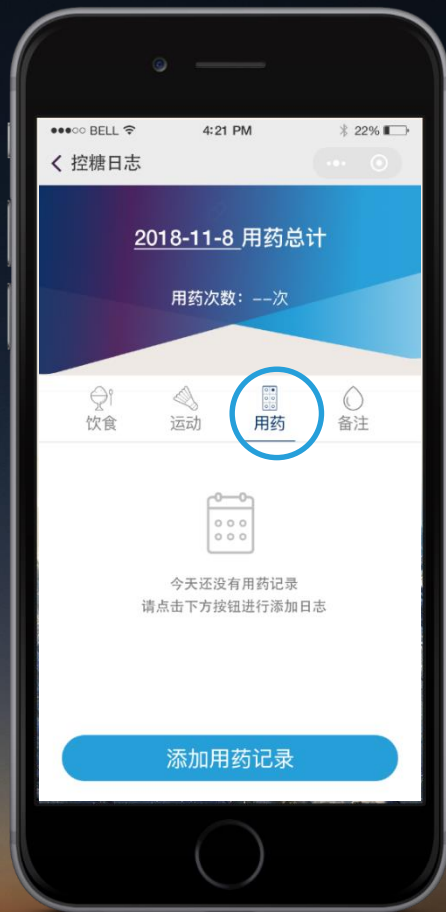 ●●●○○ BELL 4:21 PM 22%
控糖日志
2018-11-8 用药总计
用药次数：--次
饮食 运动 用药 备注
今天还没有用药记录
请点击下方按钮进行添加日志
添加用药记录